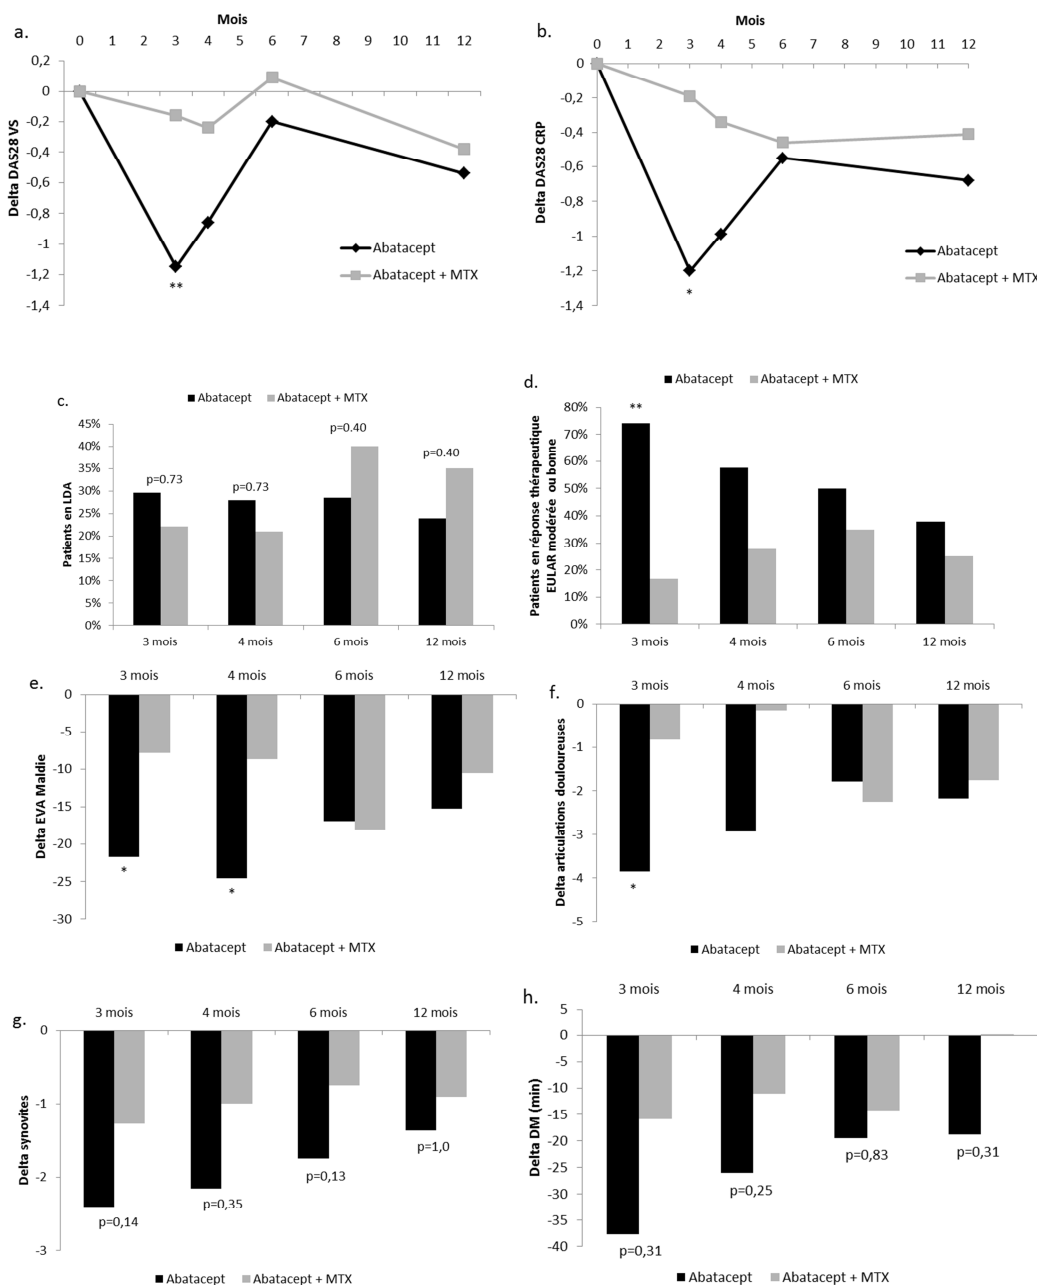 a.
Mois
0 1 2 3 4 5 6 7 8 9 10 11 12
0,2
0
-0,2
-0,4
-0,6
-0,8
-1
-1,2
-1,4
Delta DAS28 VS
**
Abatacept
Abatacept + MTX
b.
Mois
0 1 2 3 4 5 6 7 8 9 10 11 12
0
-0,2
-0,4
-0,6
-0,8
-1
-1,2
-1,4
Delta DAS28 CRP
*
Abatacept
Abatacept + MTX
c.
Abatacept Abatacept + MTX
45%
40%
35%
30%
25%
20%
15%
10%
5%
0%
Patients en LDA
p=0.73
p=0.73
p=0.40
p=0.40
3 mois 4 mois 6 mois 12 mois
d.
Abatacept Abatacept + MTX
80%
70%
60%
50%
40%
30%
20%
10%
0%
Patients en réponse thérapeutique
EULAR modérée ou bonne
**
3 mois 4 mois 6 mois 12 mois
e.
3 mois 4 mois 6 mois 12 mois
0
-5
-10
-15
-20
-25
-30
Delta EVA Maldie
*
*
Abatacept Abatacept + MTX
f.
3 mois 4 mois 6 mois 12 mois
0
-1
-2
-3
-4
-5
Delta articulations douloureuses
*
Abatacept Abatacept + MTX
g.
3 mois 4 mois 6 mois 12 mois
0
-1
-2
-3
Delta synovites
p=0,14
p=0,35
p=0,13
p=1,0
Abatacept Abatacept + MTX
h.
3 mois 4 mois 6 mois 12 mois
5
0
-5
-10
-15
-20
-25
-30
-35
-40
Delta DM (min)
p=0,31
p=0,25
p=0,83
p=0,31
Abatacept Abatacept + MTX